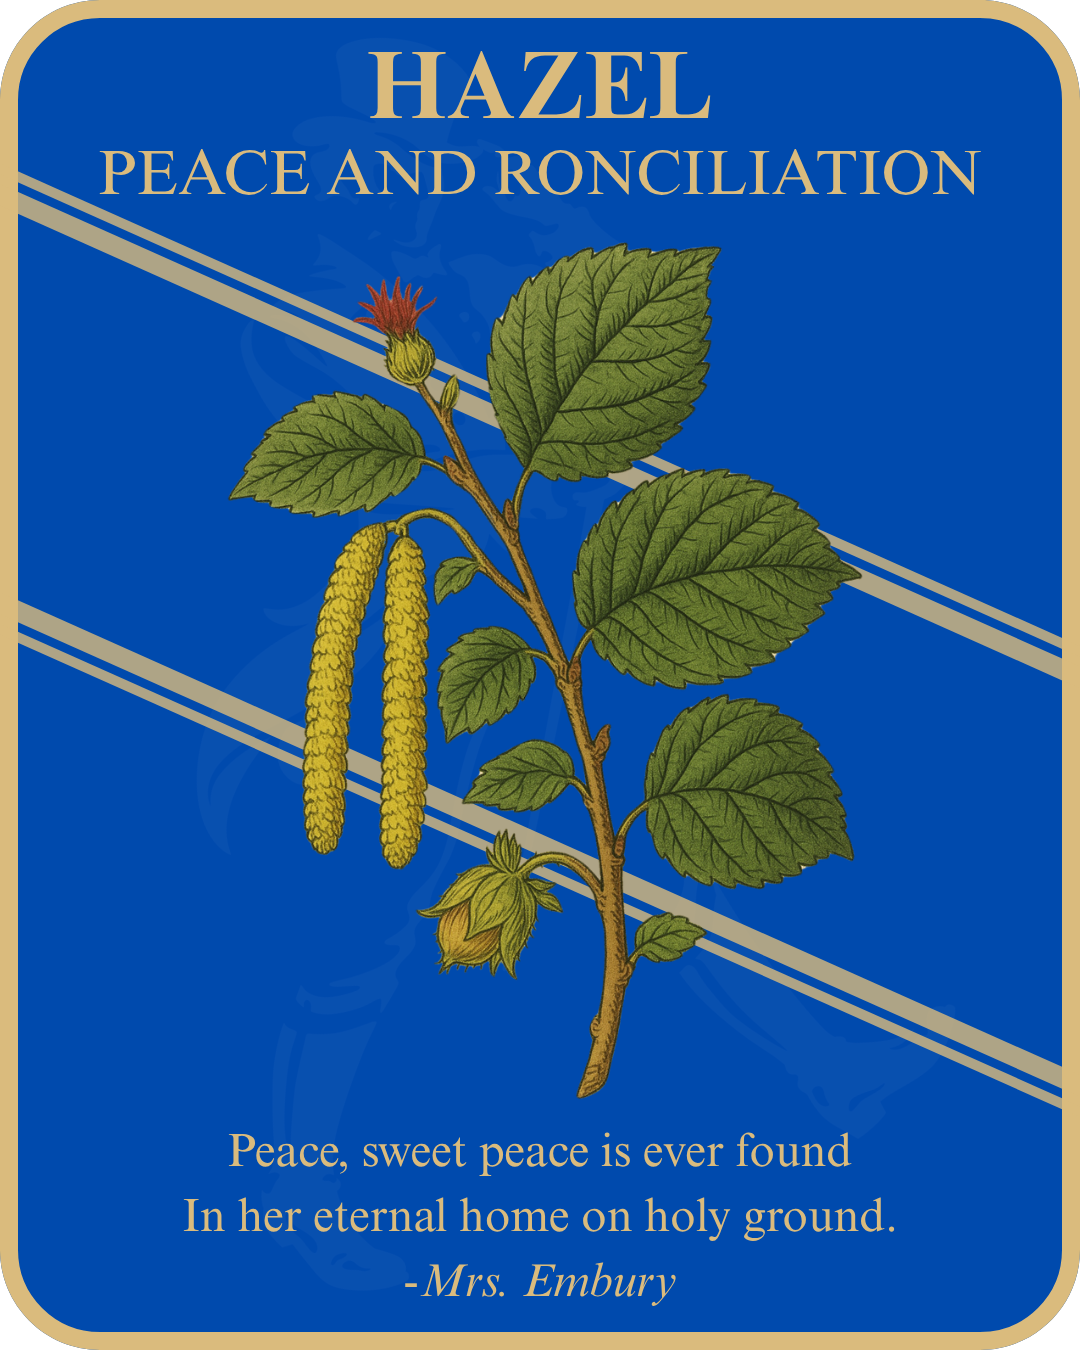 HAZEL
PEACE AND RONCILIATION
Peace, sweet peace is ever found
In her eternal home on holy ground.
-Mrs. Embury